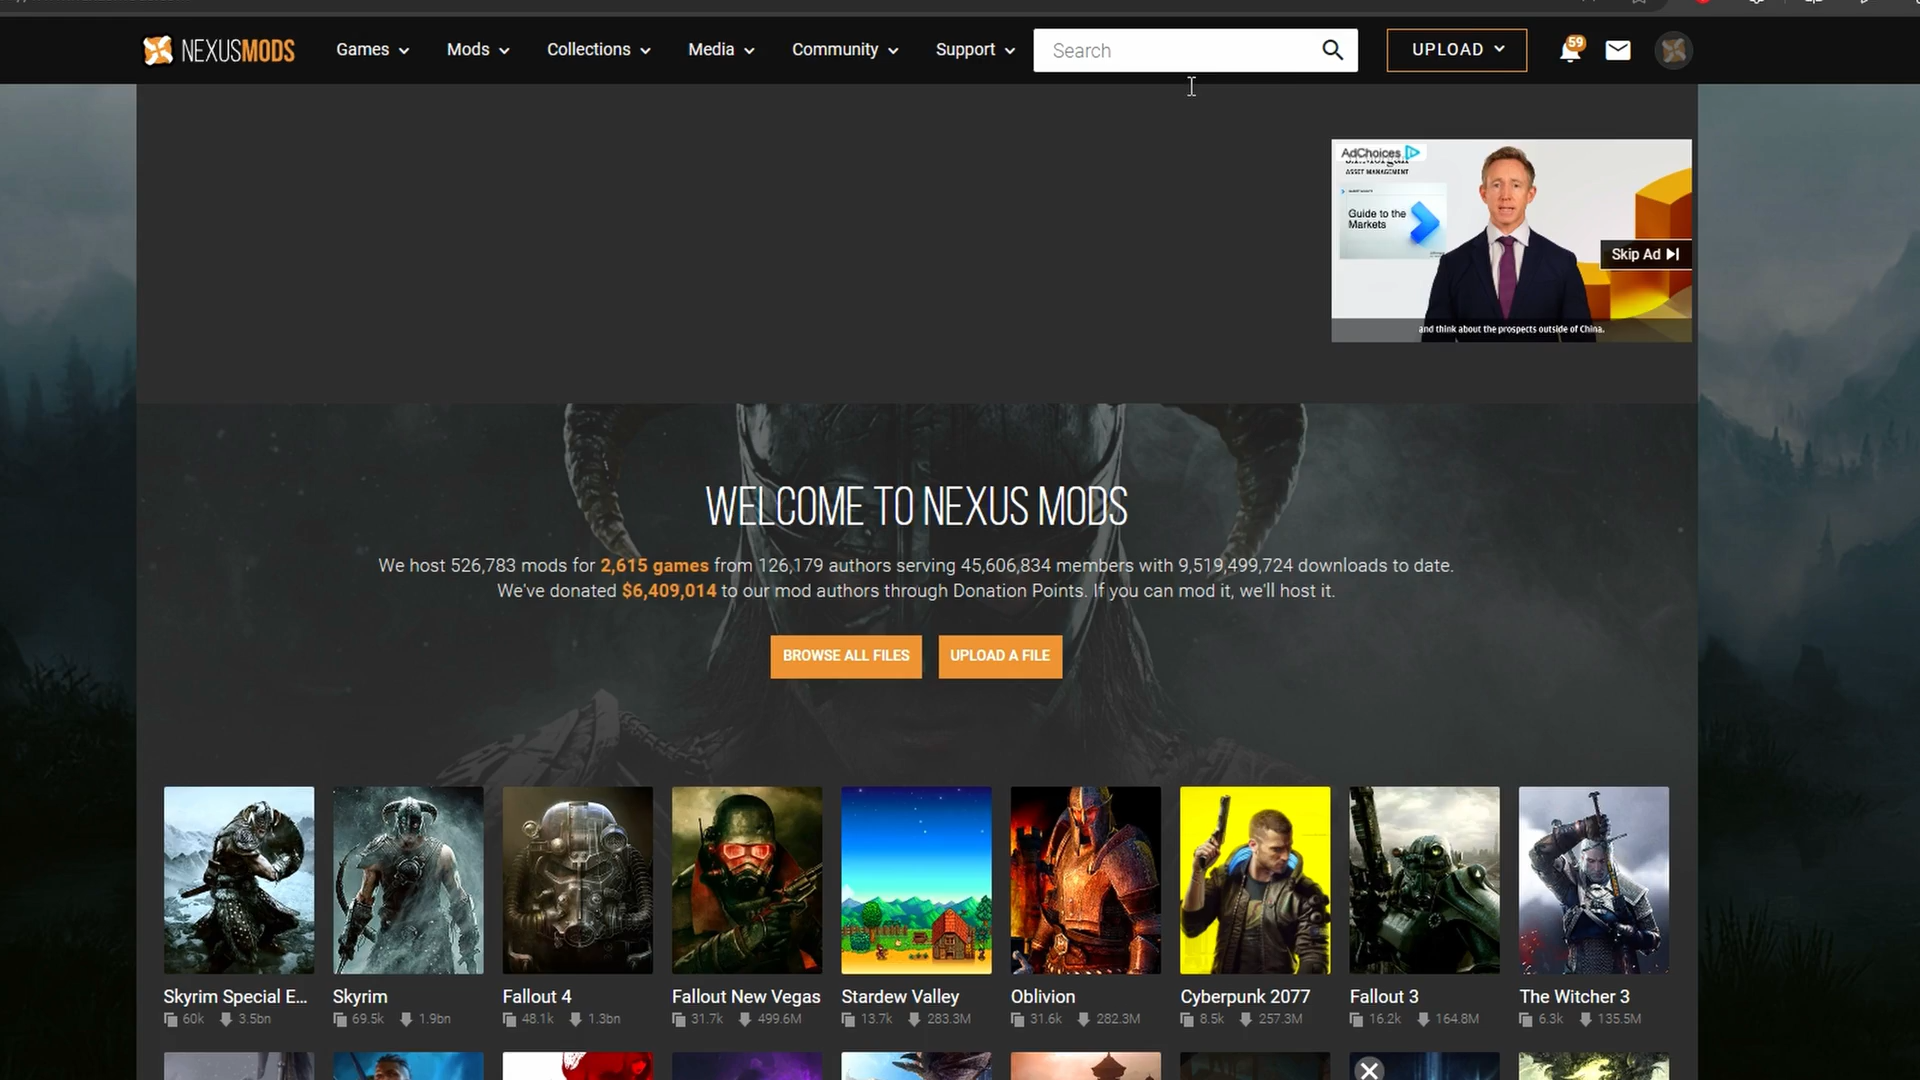 NEXUSMODS
Games
Mods
Collections
Media
Community
Support
Search
UPLOAD
59
AdChoices
J.P.Morgan
ASSET MANAGEMENT
Guide to the
Markets
Skip Ad
and think about the prospects outside of China.
WELCOME TO NEXUS MODS
We host 526,783 mods for 2,615 games from 126,179 authors serving 45,606,834 members with 9,519,499,724 downloads to date.
We've donated $6,409,014 to our mod authors through Donation Points. If you can mod it, we'll host it.
BROWSE ALL FILES
UPLOAD A FILE
Skyrim Special E...
60k 3.5bn
Skyrim
69.5k 1.9bn
Fallout 4
48.1k 1.3bn
Fallout New Vegas
31.7k 499.6M
Stardew Valley
13.7k 283.3M
Oblivion
31.6k 282.3M
Cyberpunk 2077
8.5k 257.3M
Fallout 3
16.2k 164.8M
The Witcher 3
6.3k 135.5M